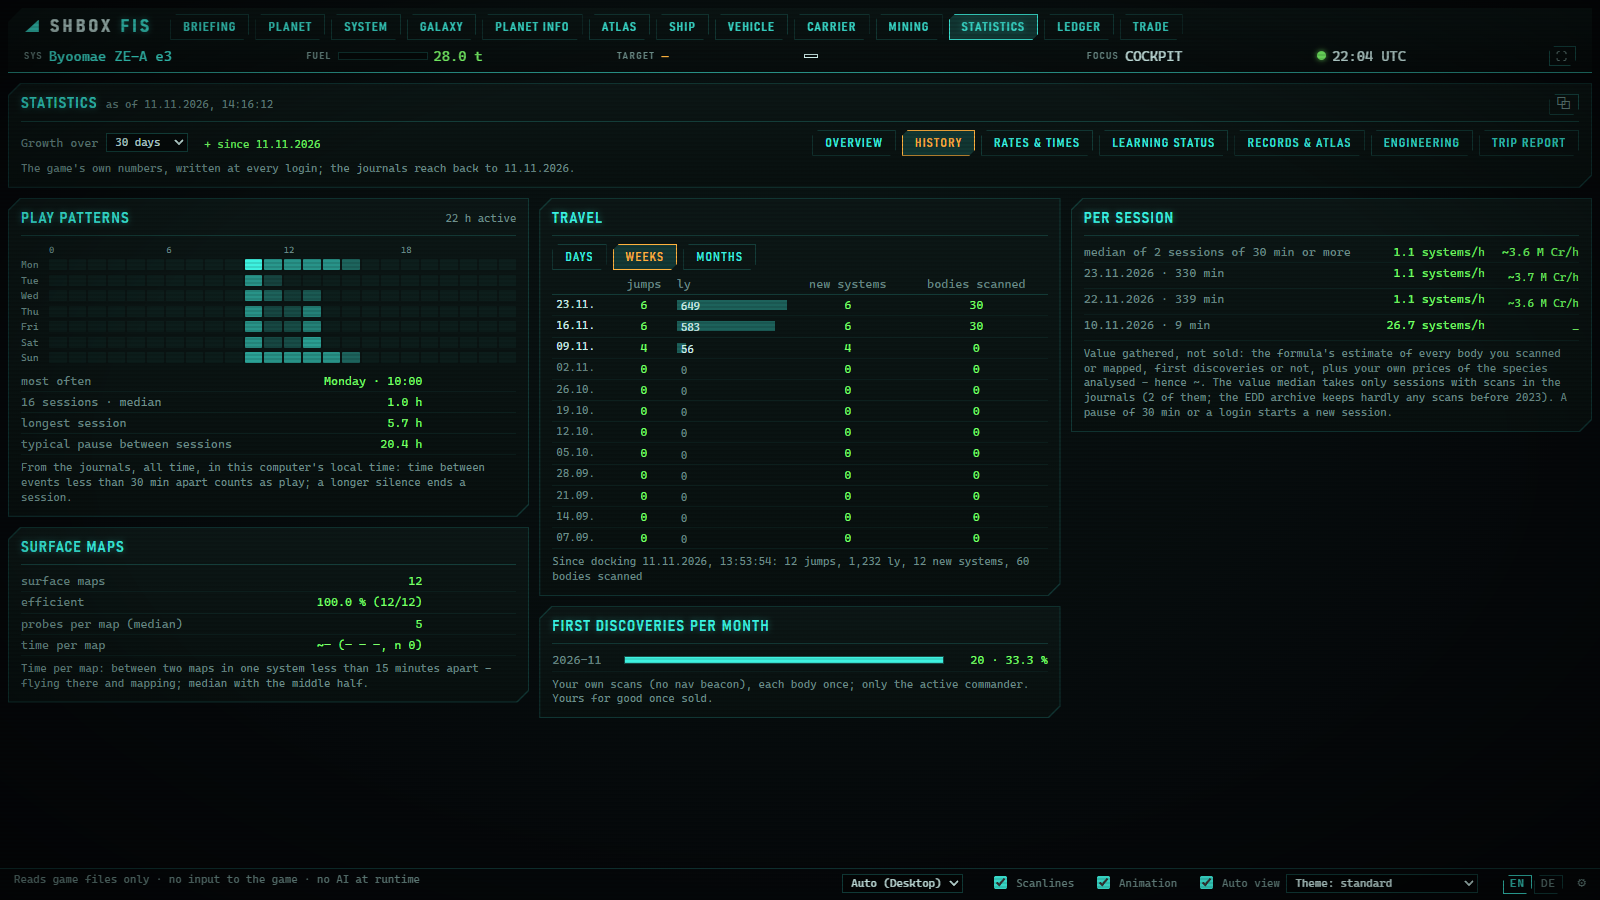 SHBOX FIS
BRIEFING PLANET SYSTEM GALAXY PLANET INFO ATLAS SHIP VEHICLE CARRIER MINING STATISTICS LEDGER TRADE
SYS Byoomae ZE-A e3 FUEL 28.0 t TARGET — FOCUS COCKPIT 22:04 UTC
STATISTICS as of 11.11.2026, 14:16:12
Growth over 30 days + since 11.11.2026
OVERVIEW HISTORY RATES & TIMES LEARNING STATUS RECORDS & ATLAS ENGINEERING TRIP REPORT
The game's own numbers, written at every login; the journals reach back to 11.11.2026.
PLAY PATTERNS 22 h active
0 6 12 18
Mon
Tue
Wed
Thu
Fri
Sat
Sun
most often Monday · 10:00
16 sessions · median 1.0 h
longest session 5.7 h
typical pause between sessions 20.4 h
From the journals, all time, in this computer's local time: time between
events less than 30 min apart counts as play; a longer silence ends a
session.
SURFACE MAPS
surface maps 12
efficient 100.0 % (12/12)
probes per map (median) 5
time per map ~— (— – —, n 0)
Time per map: between two maps in one system less than 15 minutes apart —
flying there and mapping; median with the middle half.
TRAVEL
DAYS WEEKS MONTHS
jumps ly new systems bodies scanned
23.11. 6 649 6 30
16.11. 6 583 6 30
09.11. 4 56 4 0
02.11. 0 0 0 0
26.10. 0 0 0 0
19.10. 0 0 0 0
12.10. 0 0 0 0
05.10. 0 0 0 0
28.09. 0 0 0 0
21.09. 0 0 0 0
14.09. 0 0 0 0
07.09. 0 0 0 0
Since docking 11.11.2026, 13:53:54: 12 jumps, 1,232 ly, 12 new systems, 60
bodies scanned
FIRST DISCOVERIES PER MONTH
2026-11 20 · 33.3 %
Your own scans (no nav beacon), each body once; only the active commander.
Yours for good once sold.
PER SESSION
median of 2 sessions of 30 min or more 1.1 systems/h ~3.6 M Cr/h
23.11.2026 · 330 min 1.1 systems/h ~3.7 M Cr/h
22.11.2026 · 339 min 1.1 systems/h ~3.6 M Cr/h
10.11.2026 · 9 min 26.7 systems/h —
Value gathered, not sold: the formula's estimate of every body you scanned
or mapped, first discoveries or not, plus your own prices of the species
analysed — hence ~. The value median takes only sessions with scans in the
journals (2 of them; the EDD archive keeps hardly any scans before 2023). A
pause of 30 min or a login starts a new session.
Reads game files only · no input to the game · no AI at runtime
Auto (Desktop) Scanlines Animation Auto view Theme: standard EN DE